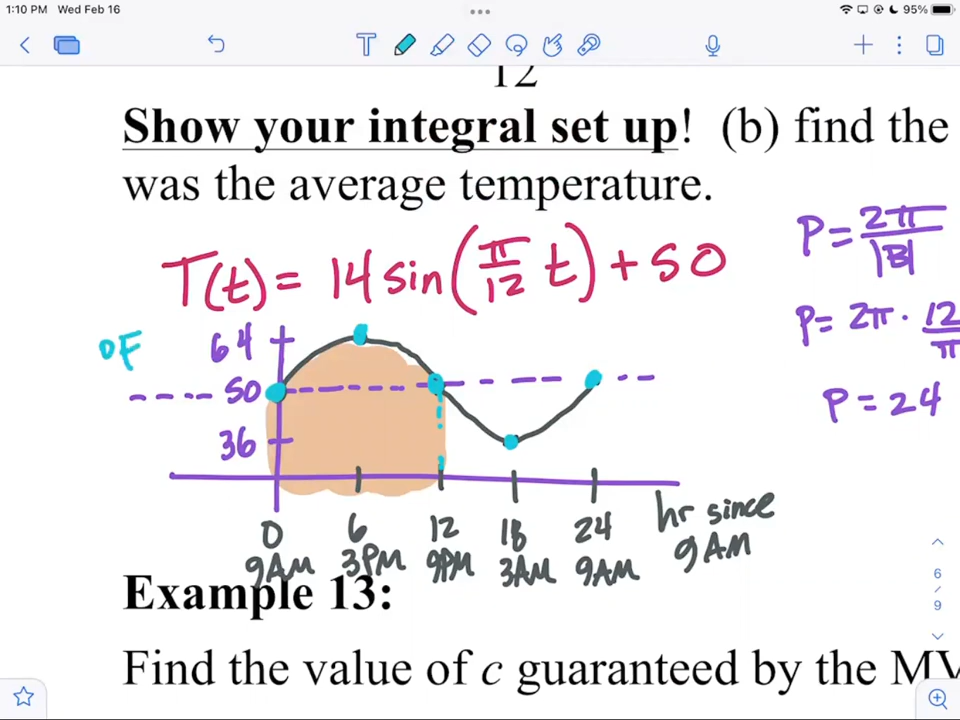 1:10 PM Wed Feb 16
95%
T
12
Show your integral set up! (b) find the
was the average temperature.
T(t) = 14 sin(π/12 t) + 50
P = 2π/|B|
P = 2π · 12/π
P = 24
°F
64
50
36
0 6 12 18 24 hr since
9AM 3PM 9PM 3AM 9AM 9AM
Example 13:
Find the value of c guaranteed by the MV
6
/
9